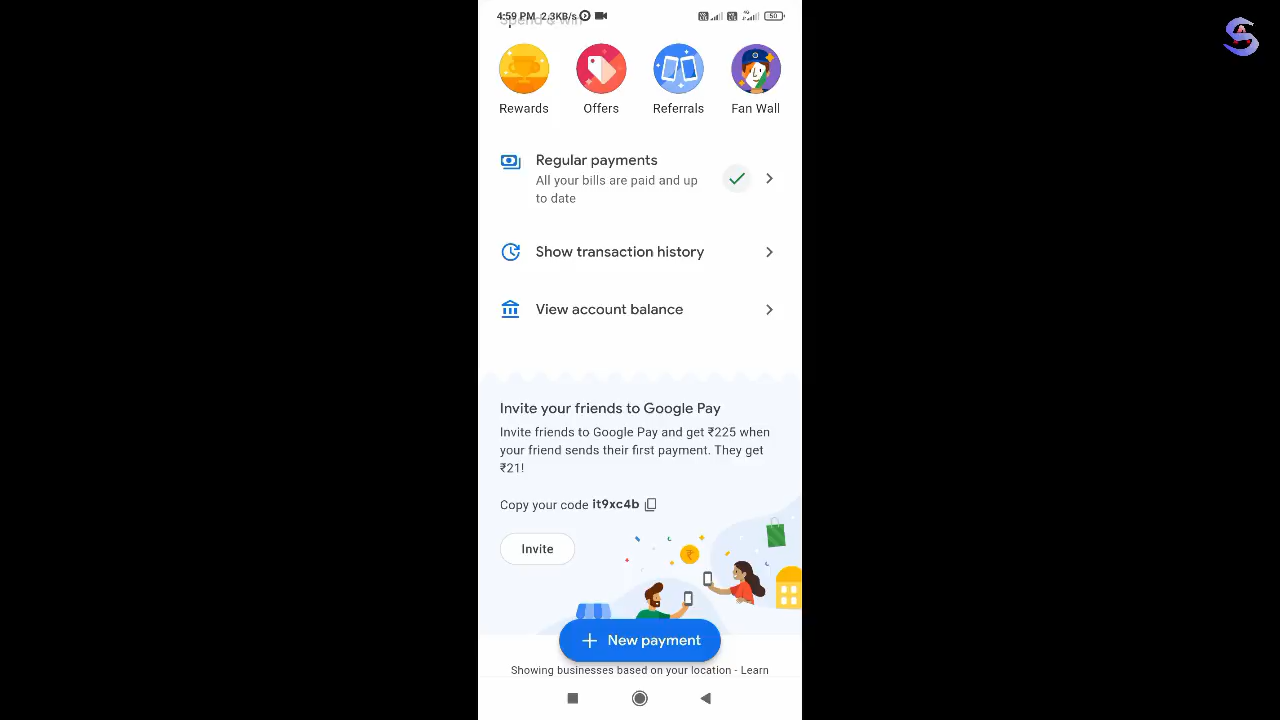 4:59 PM 2.3KB/s 50
Spend & win
Rewards Offers Referrals Fan Wall
Regular payments
All your bills are paid and up
to date
Show transaction history
View account balance
Invite your friends to Google Pay
Invite friends to Google Pay and get ₹225 when
your friend sends their first payment. They get
₹21!
Copy your code it9xc4b
Invite
+ New payment
Showing businesses based on your location - Learn